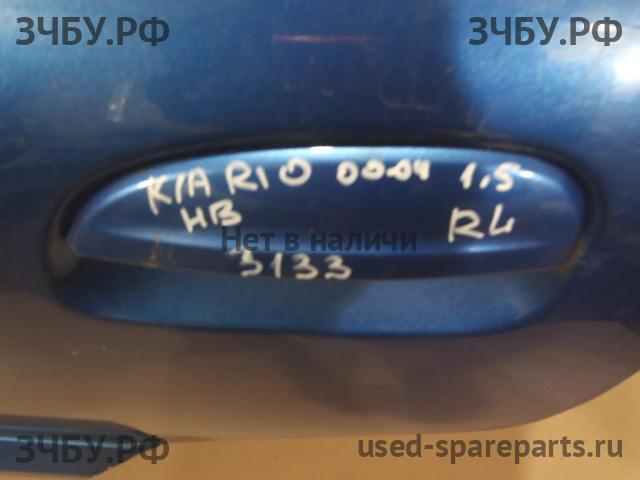 ЗЧБУ.РФ ЗЧБУ.РФ
KIA RIO 00-04 1.5
HB RL
Нет в наличии
3133
ЗЧБУ.РФ used-spareparts.ru